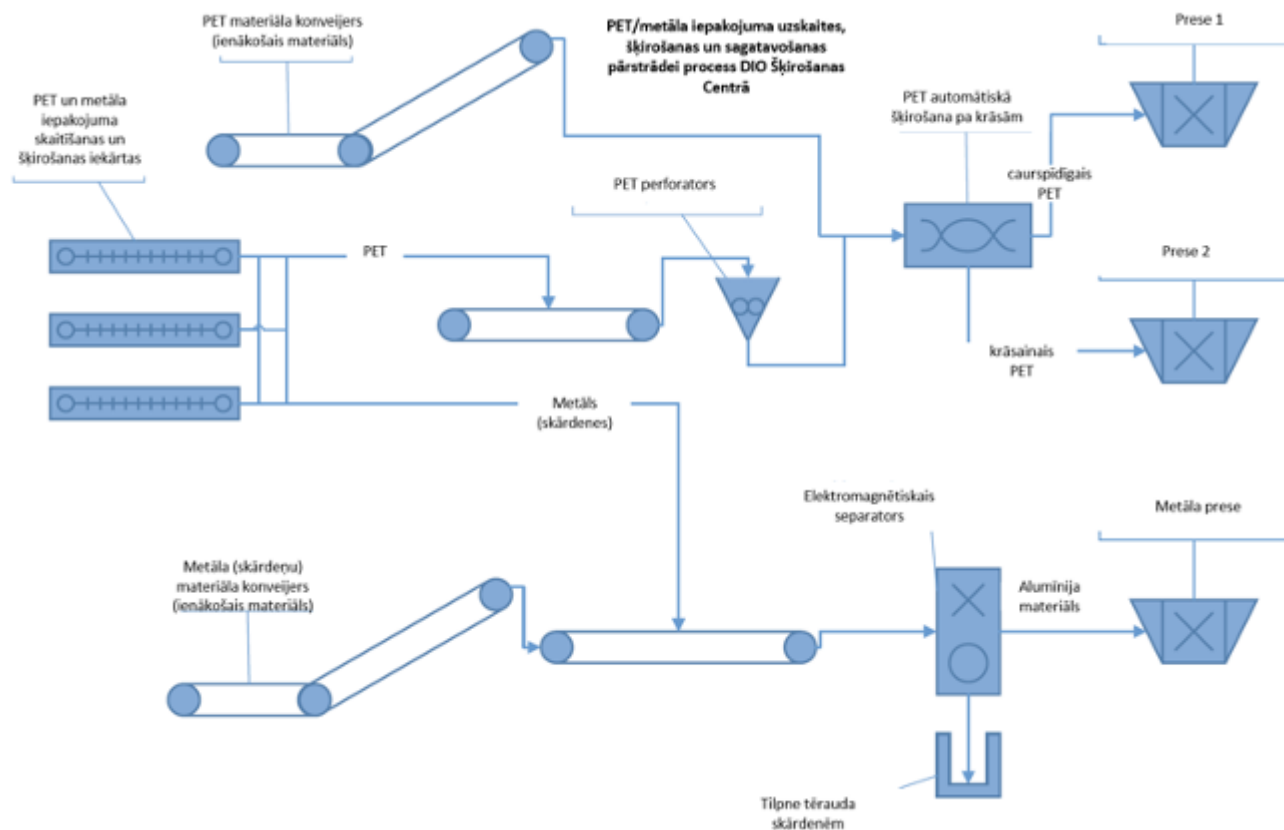 PET materiāla konveijers
(ienākošais materiāls)
PET/metāla iepakojuma uzskaites,
šķirošanas un sagatavošanas
pārstrādei process DIO Šķirošanas
Centrā
Prese 1
PET un metāla
iepakojuma
skaitīšanas un
šķirošanas iekārtas
PET automātiskā
šķirošana pa krāsām
caurspīdīgais
PET
PET perforators
PET
Prese 2
krāsainais
PET
Metāls
(skārdenes)
Elektromagnētiskais
separators
Metāla prese
Metāla (skārdeņu)
materiāla konveijers
(ienākošais materiāls)
Alumīnija
materiāls
Tilpne tērauda
skārdenēm